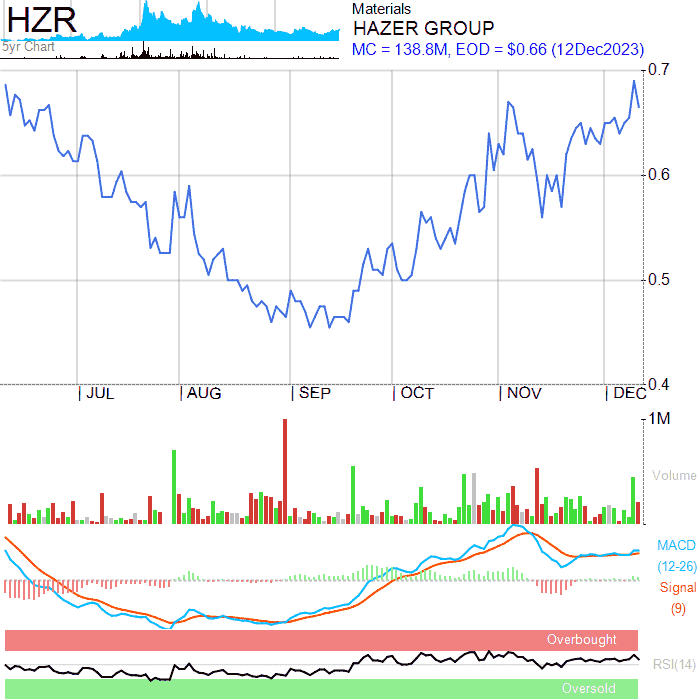 HZR
5yr Chart
Materials
HAZER GROUP
MC = 138.8M, EOD = $0.66 (12Dec2023)
0.7
0.6
0.5
0.4
JUL AUG SEP OCT NOV DEC
1M
Volume
MACD
(12-26)
Signal
(9)
Overbought
RSI(14)
Oversold